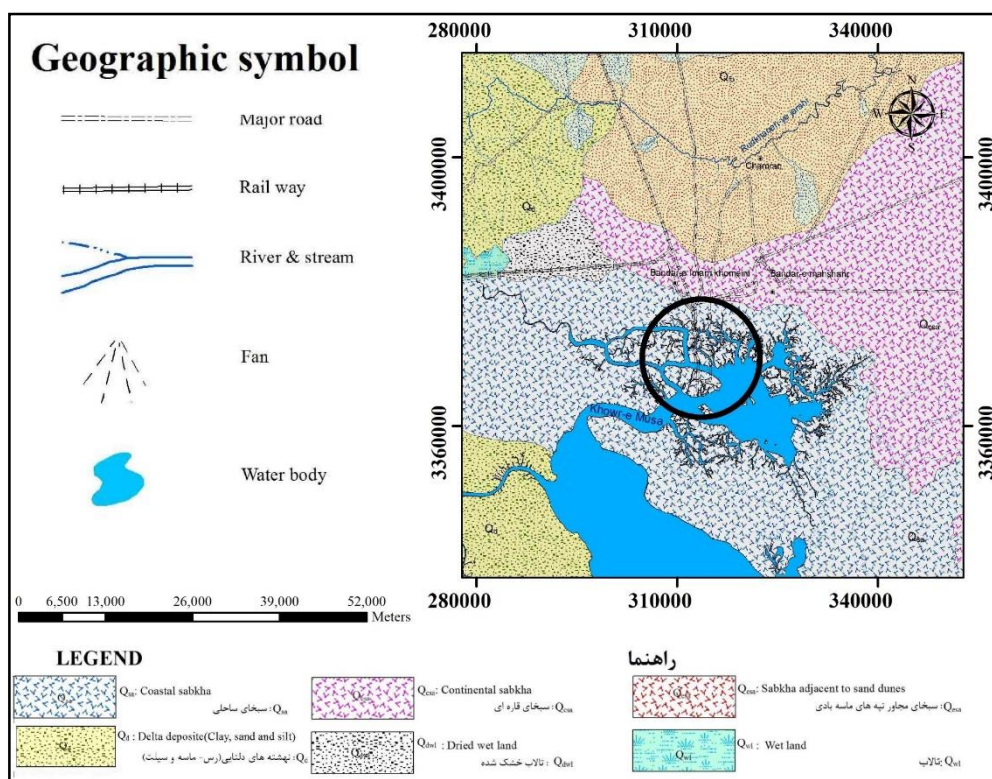 Geographic symbol
Major road
Rail way
River & stream
Fan
Water body
0 6,500 13,000 26,000 39,000 52,000
Meters
280000 310000 340000
3400000 3400000
3360000 3360000
280000 310000 340000
N
W E
S
Chamran
Bandar-e Imam khomeini
Bandar-e mahshahr
Khowr-e Musa
Qcsa
Qsa
Qd
LEGEND
راهنما
Qsa: Coastal sabkha
Qsa : سبخای ساحلی
Qcsa: Continental sabkha
Qcsa : سبخای قاره ای
Qesa: Sabkha adjacent to sand dunes
Qesa : سبخای مجاور تپه های ماسه بادی
Qd: Delta deposite(Clay, sand and silt)
Qd : نهشته های دلتایی(رس- ماسه و سیلت)
Qdwl : Dried wet land
Qdwl : تالاب خشک شده
Qwl : Wet land
Qwl :تالاب